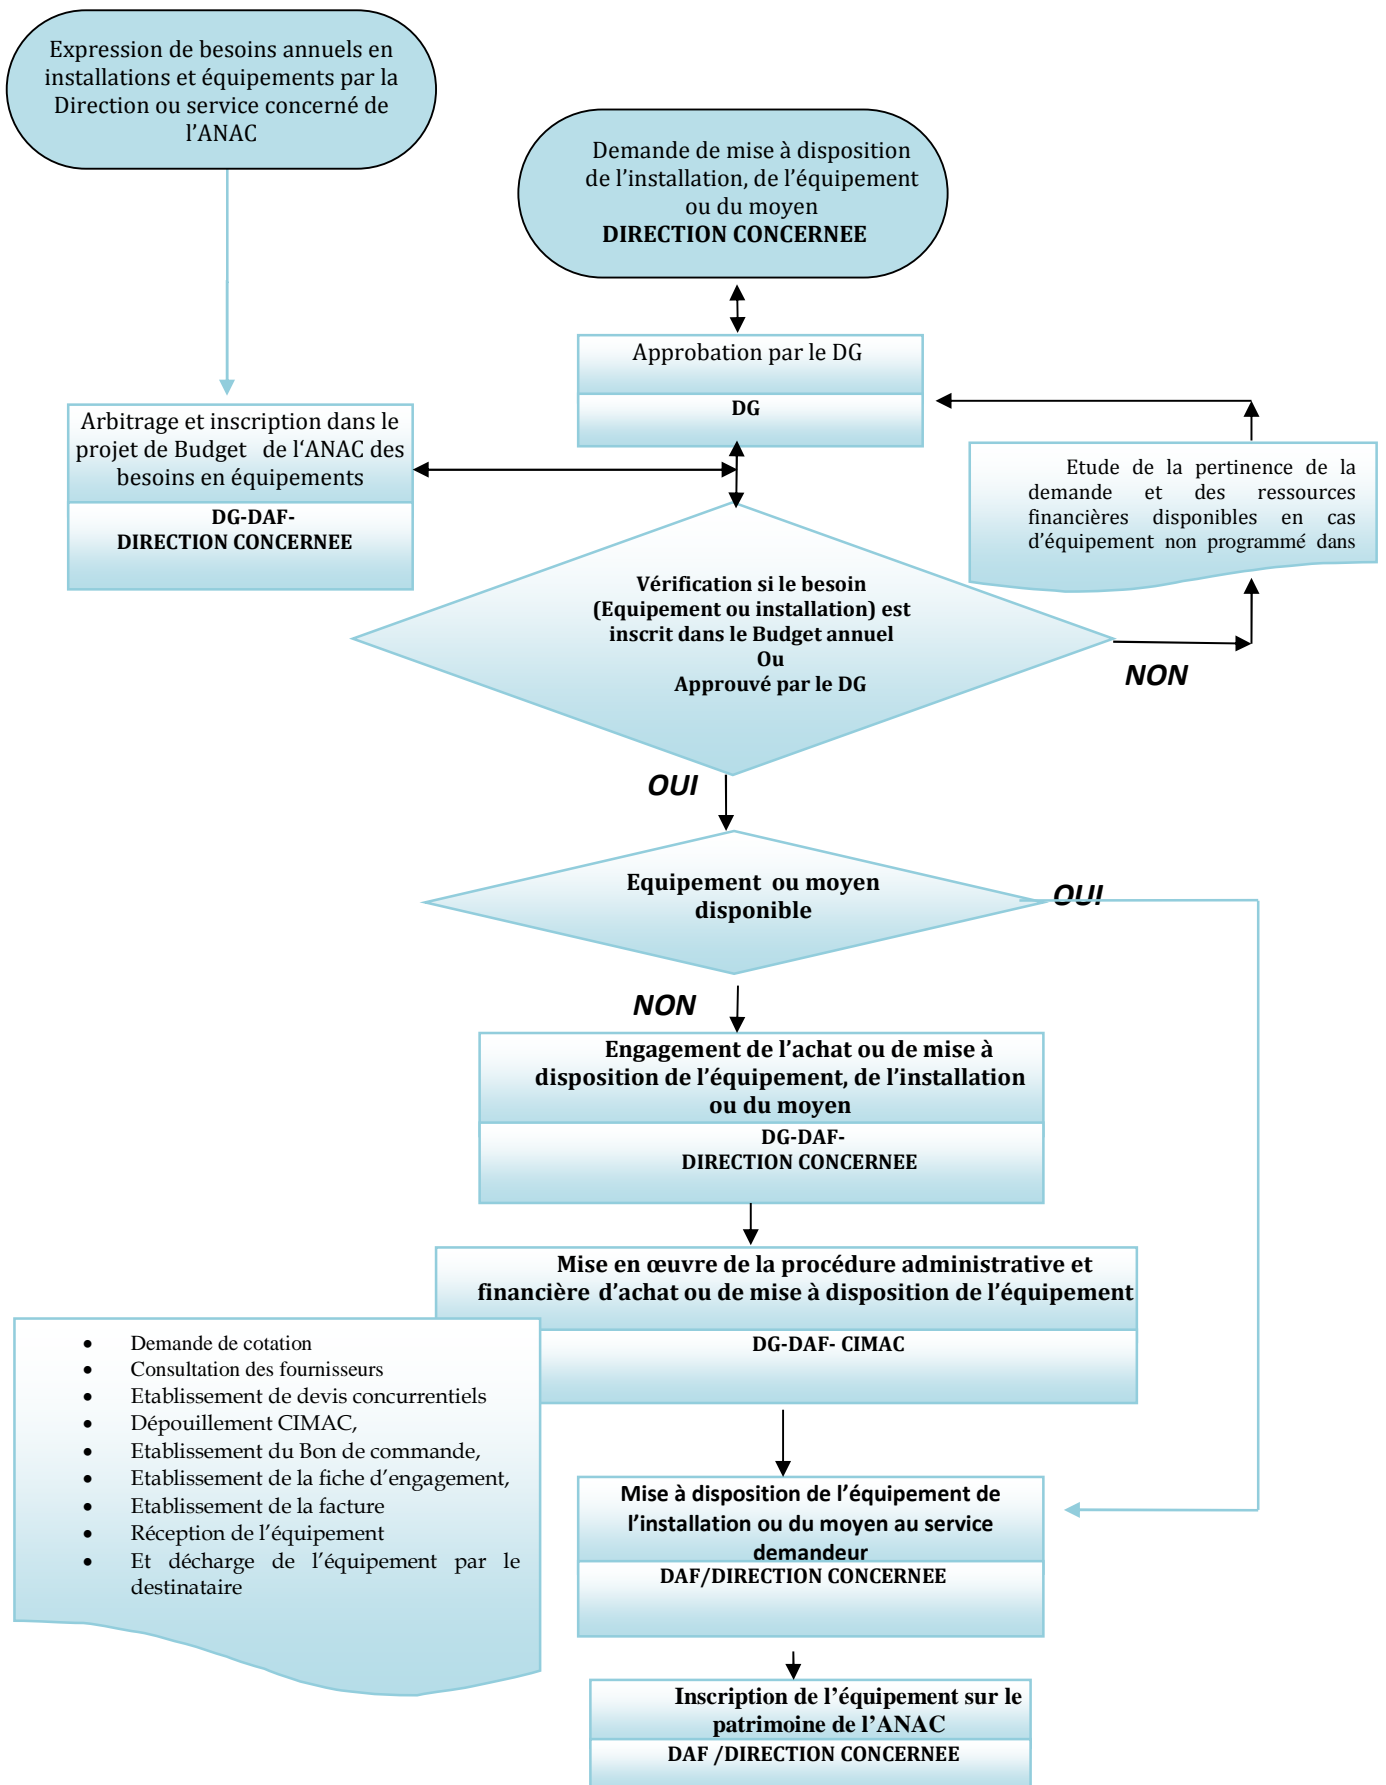 Expression de besoins annuels en
installations et équipements par la
Direction ou service concerné de
l'ANAC
Demande de mise à disposition
de l'installation, de l'équipement
ou du moyen
DIRECTION CONCERNEE
Approbation par le DG
DG
Arbitrage et inscription dans le
projet de Budget de l'ANAC des
besoins en équipements
DG-DAF-
DIRECTION CONCERNEE
Etude de la pertinence de la
demande et des ressources
financières disponibles en cas
d'équipement non programmé dans
Vérification si le besoin
(Equipement ou installation) est
inscrit dans le Budget annuel
Ou
Approuvé par le DG
NON
OUI
Equipement ou moyen
disponible
OUI
NON
Engagement de l'achat ou de mise à
disposition de l'équipement, de l'installation
ou du moyen
DG-DAF-
DIRECTION CONCERNEE
Mise en œuvre de la procédure administrative et
financière d'achat ou de mise à disposition de l'équipement
DG-DAF- CIMAC
• Demande de cotation
• Consultation des fournisseurs
• Etablissement de devis concurrentiels
• Dépouillement CIMAC,
• Etablissement du Bon de commande,
• Etablissement de la fiche d'engagement,
• Etablissement de la facture
• Réception de l'équipement
• Et décharge de l'équipement par le
destinataire
Mise à disposition de l'équipement de
l'installation ou du moyen au service
demandeur
DAF/DIRECTION CONCERNEE
Inscription de l'équipement sur le
patrimoine de l'ANAC
DAF /DIRECTION CONCERNEE